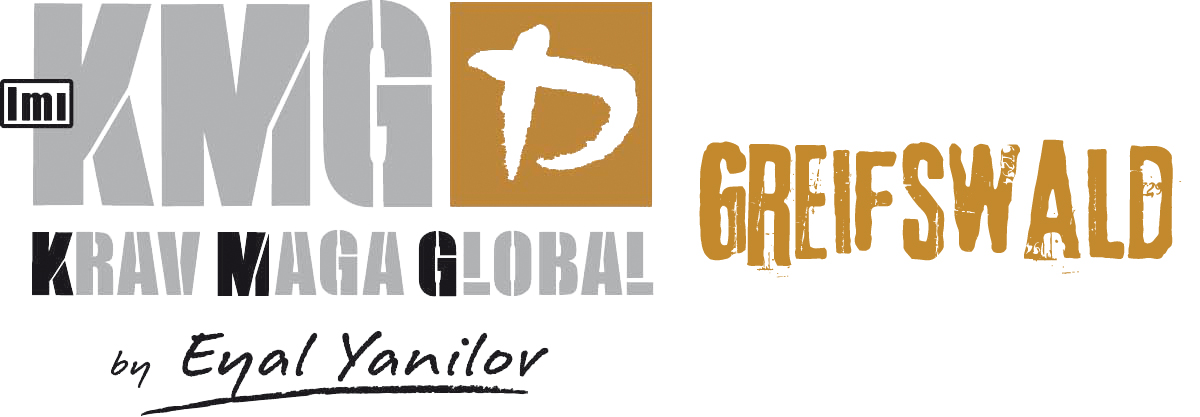 KMG
Imi
KRAV MAGA GLOBAL
by Eyal Yanilov
GREIFSWALD